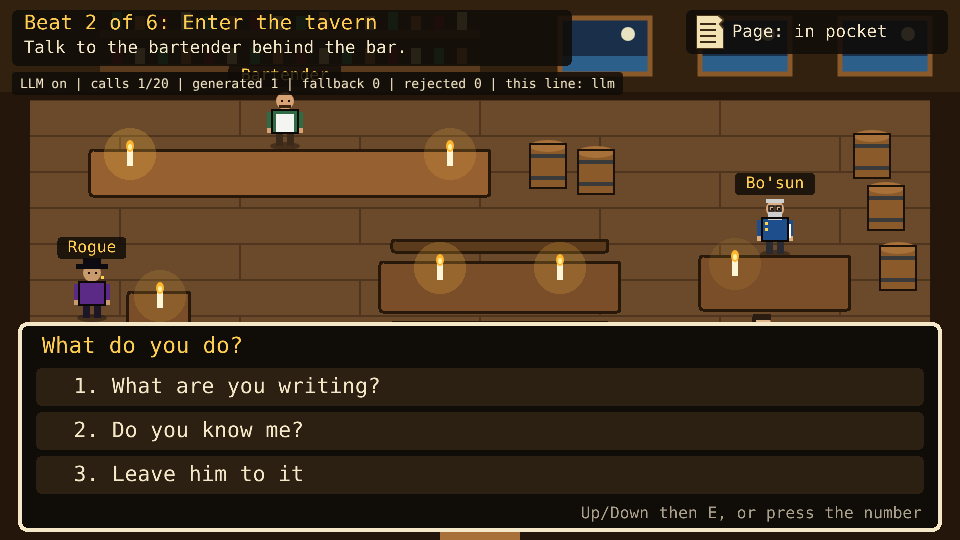 Beat 2 of 6: Enter the tavern
Talk to the bartender behind the bar.
Page: in pocket
Bartender
LLM on | calls 1/20 | generated 1 | fallback 0 | rejected 0 | this line: llm
Bo'sun
Rogue
What do you do?
1. What are you writing?
2. Do you know me?
3. Leave him to it
Up/Down then E, or press the number